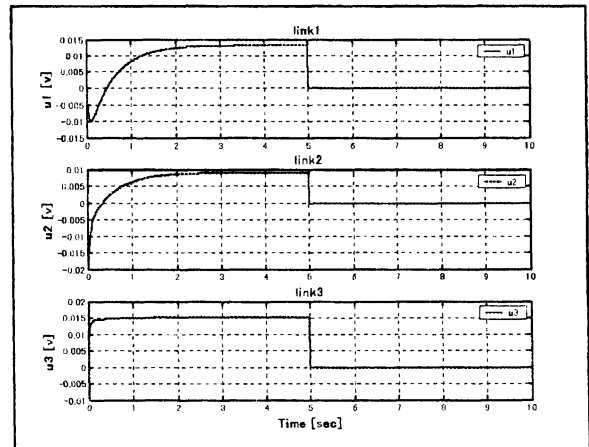 link1
0.015
0.01
0.005
0
-0.005
-0.01
-0.015
u1 [v]
u1
0 1 2 3 4 5 6 7 8 9 10
link2
0.01
0.005
0
-0.005
-0.01
-0.015
-0.02
u2 [v]
u2
0 1 2 3 4 5 6 7 8 9 10
link3
0.02
0.015
0.01
0.005
0
-0.005
-0.01
u3 [v]
u3
0 1 2 3 4 5 6 7 8 9 10
Time [sec]